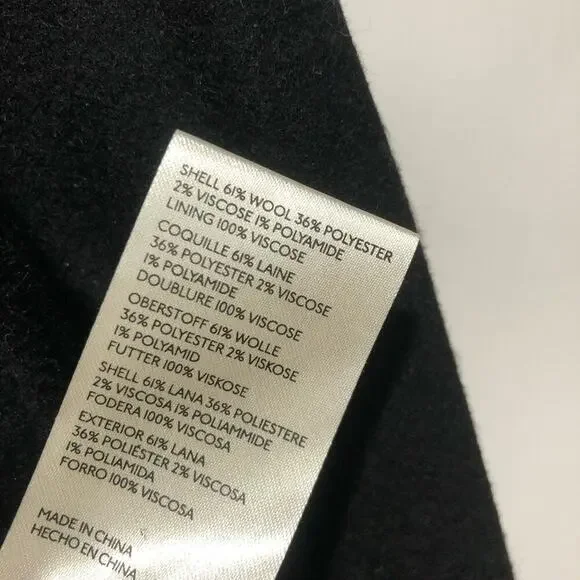 SHELL 61% WOOL 36% POLYESTER
2% VISCOSE 1% POLYAMIDE
LINING 100% VISCOSE
COQUILLE 61% LAINE
36% POLYESTER 2% VISCOSE
1% POLYAMIDE
DOUBLURE 100% VISCOSE
OBERSTOFF 61% WOLLE
36% POLYESTER 2% VISKOSE
1% POLYAMID
FUTTER 100% VISKOSE
SHELL 61% LANA 36% POLIESTERE
2% VISCOSA 1% POLIAMMIDE
FODERA 100% VISCOSA
EXTERIOR 61% LANA
36% POLIÉSTER 2% VISCOSA
1% POLIAMIDA
FORRO 100% VISCOSA
MADE IN CHINA
HECHO EN CHINA